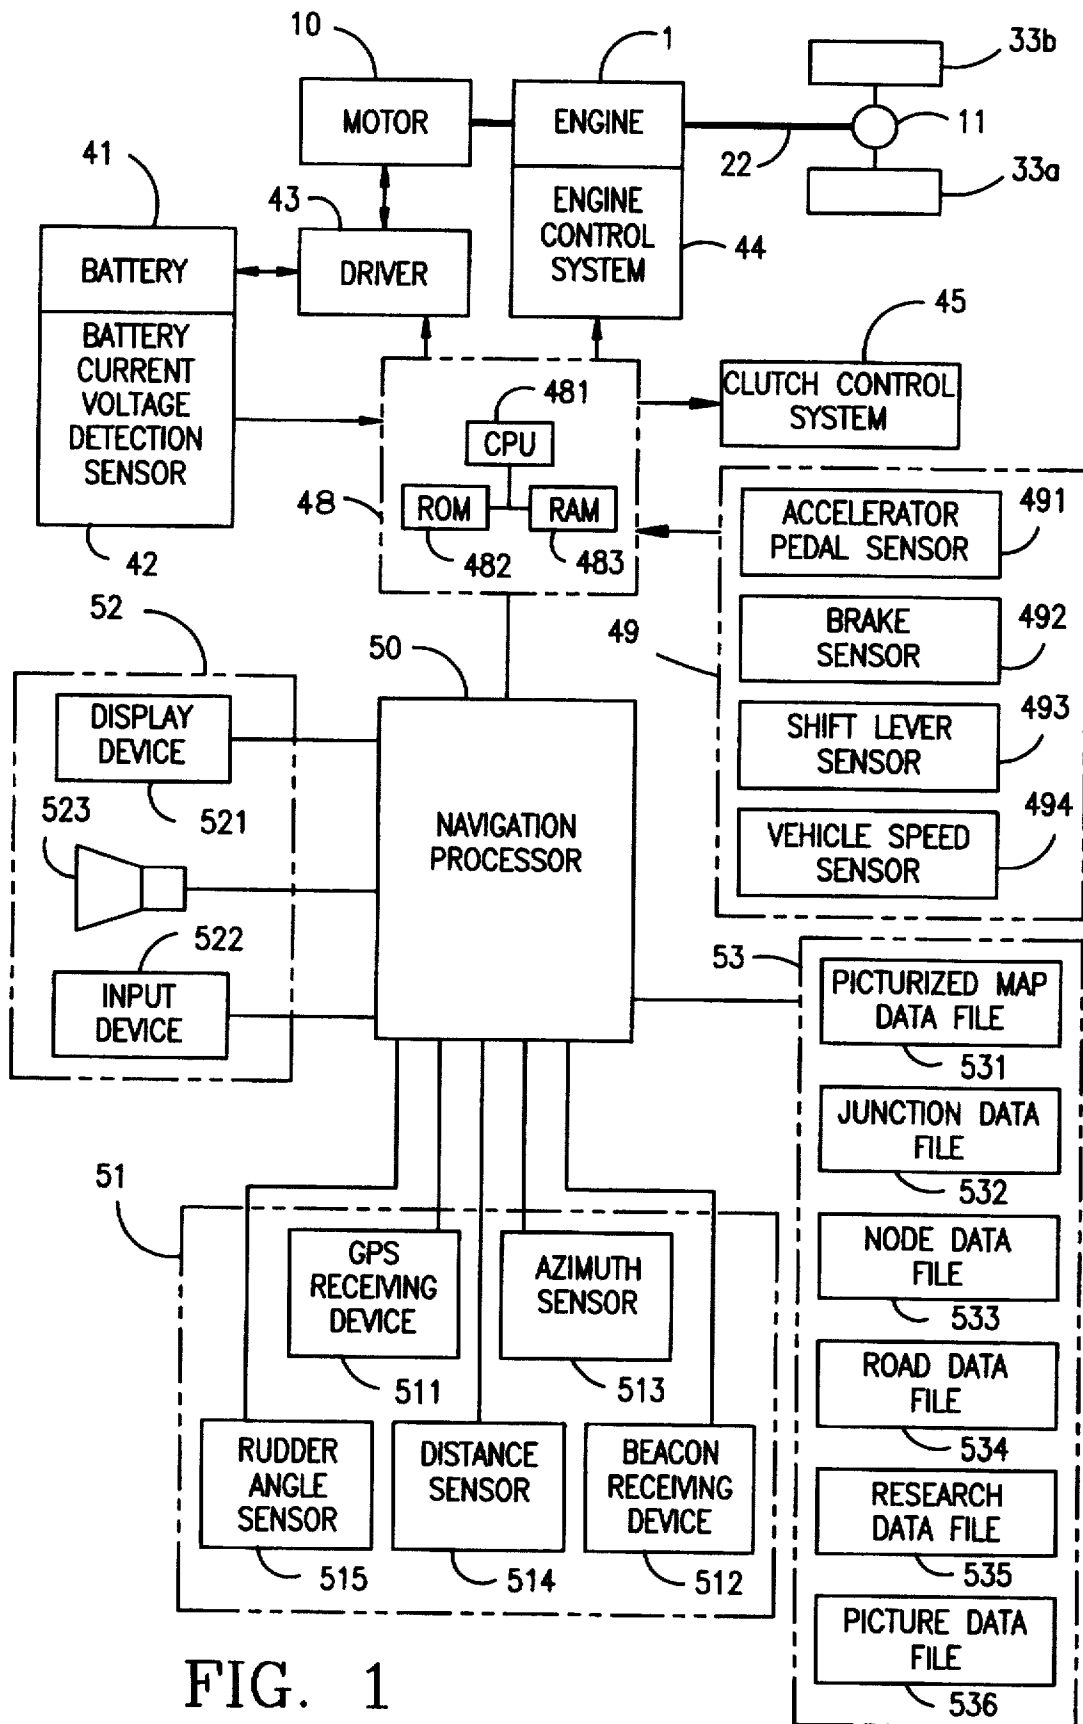 10
1
33b
MOTOR
ENGINE
11
22
33a
41
43
ENGINE
CONTROL
SYSTEM
44
BATTERY
DRIVER
45
BATTERY
CURRENT
VOLTAGE
DETECTION
SENSOR
CLUTCH CONTROL
SYSTEM
481
CPU
48
ROM
RAM
482
483
42
ACCELERATOR
PEDAL SENSOR
491
49
BRAKE
SENSOR
492
SHIFT LEVER
SENSOR
493
VEHICLE SPEED
SENSOR
494
52
50
DISPLAY
DEVICE
521
523
NAVIGATION
PROCESSOR
522
INPUT
DEVICE
53
PICTURIZED MAP
DATA FILE
531
JUNCTION DATA
FILE
532
NODE DATA
FILE
533
ROAD DATA
FILE
534
RESEARCH
DATA FILE
535
PICTURE DATA
FILE
536
51
GPS
RECEIVING
DEVICE
511
AZIMUTH
SENSOR
513
RUDDER
ANGLE
SENSOR
515
DISTANCE
SENSOR
514
BEACON
RECEIVING
DEVICE
512
FIG. 1